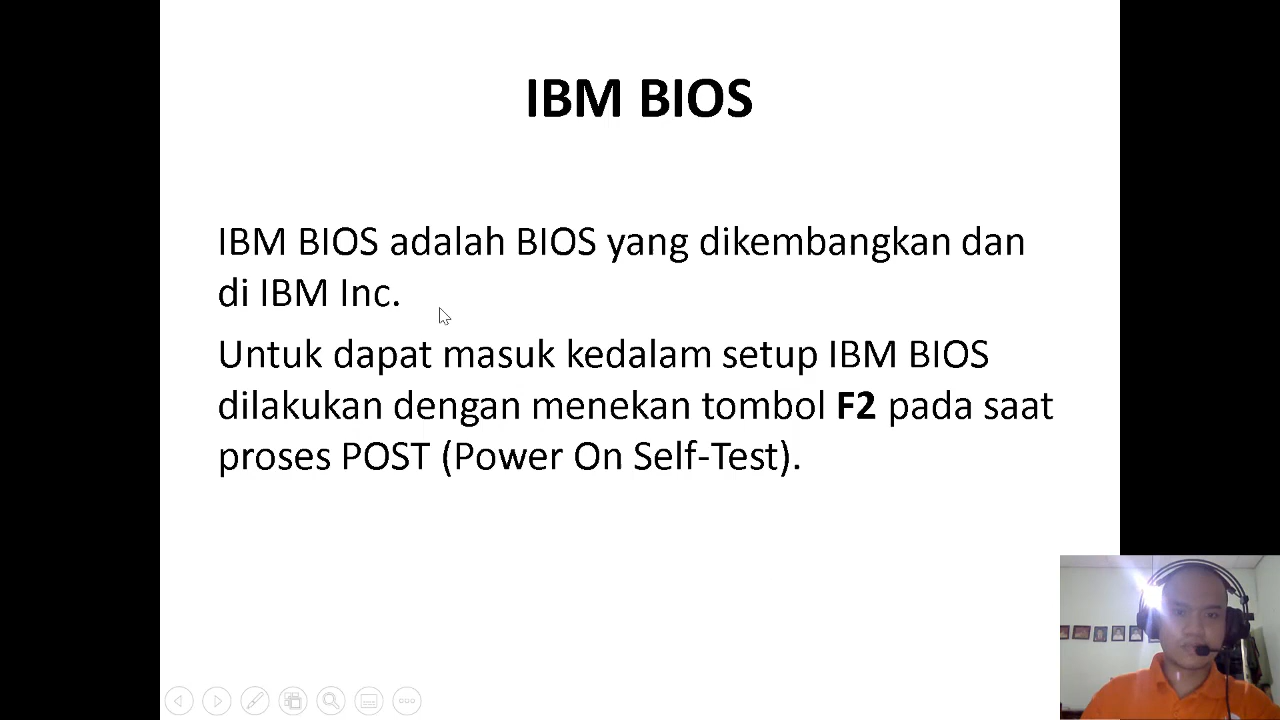 IBM BIOS
IBM BIOS adalah BIOS yang dikembangkan dan
di IBM Inc.
Untuk dapat masuk kedalam setup IBM BIOS
dilakukan dengan menekan tombol F2 pada saat
proses POST (Power On Self-Test).